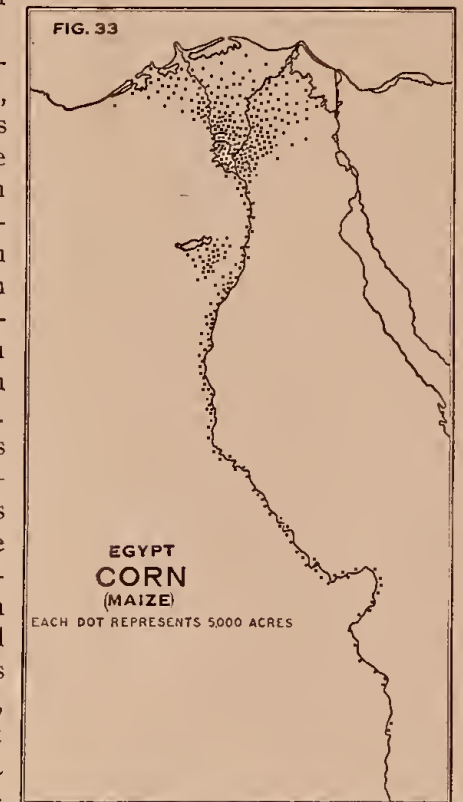 FIG. 33
EGYPT
CORN
(MAIZE)
EACH DOT REPRESENTS 5,000 ACRES